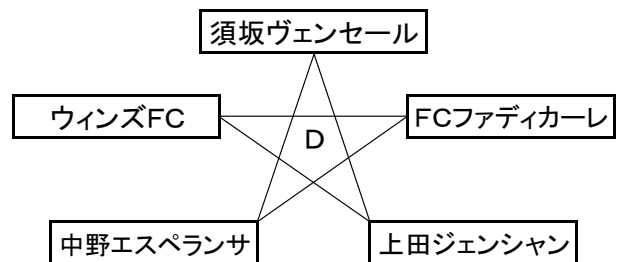 須坂ヴェンセール
ウィンズFC
FCファディカーレ
D
中野エスペランサ
上田ジェンシャン